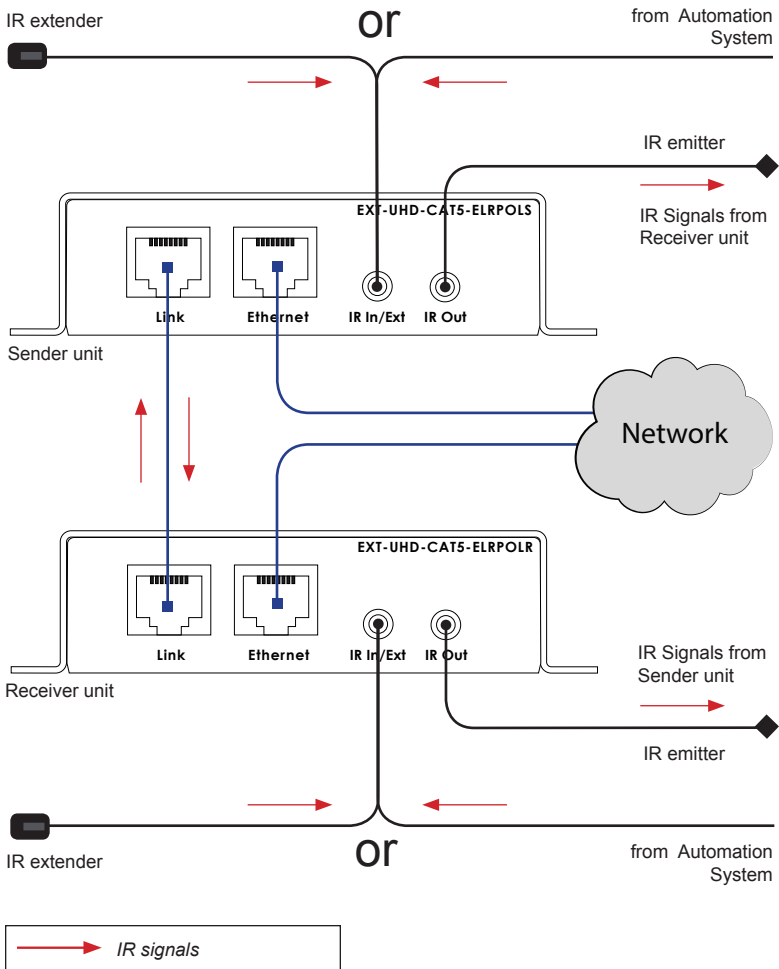 IR extender
or
from Automation
System
IR emitter
EXT-UHD-CAT5-ELRPOLS
IR Signals from
Receiver unit
Link
Ethernet
IR In/Ext
IR Out
Sender unit
Network
EXT-UHD-CAT5-ELRPOLR
Link
Ethernet
IR In/Ext
IR Out
IR Signals from
Sender unit
Receiver unit
IR emitter
IR extender
or
from Automation
System
IR signals